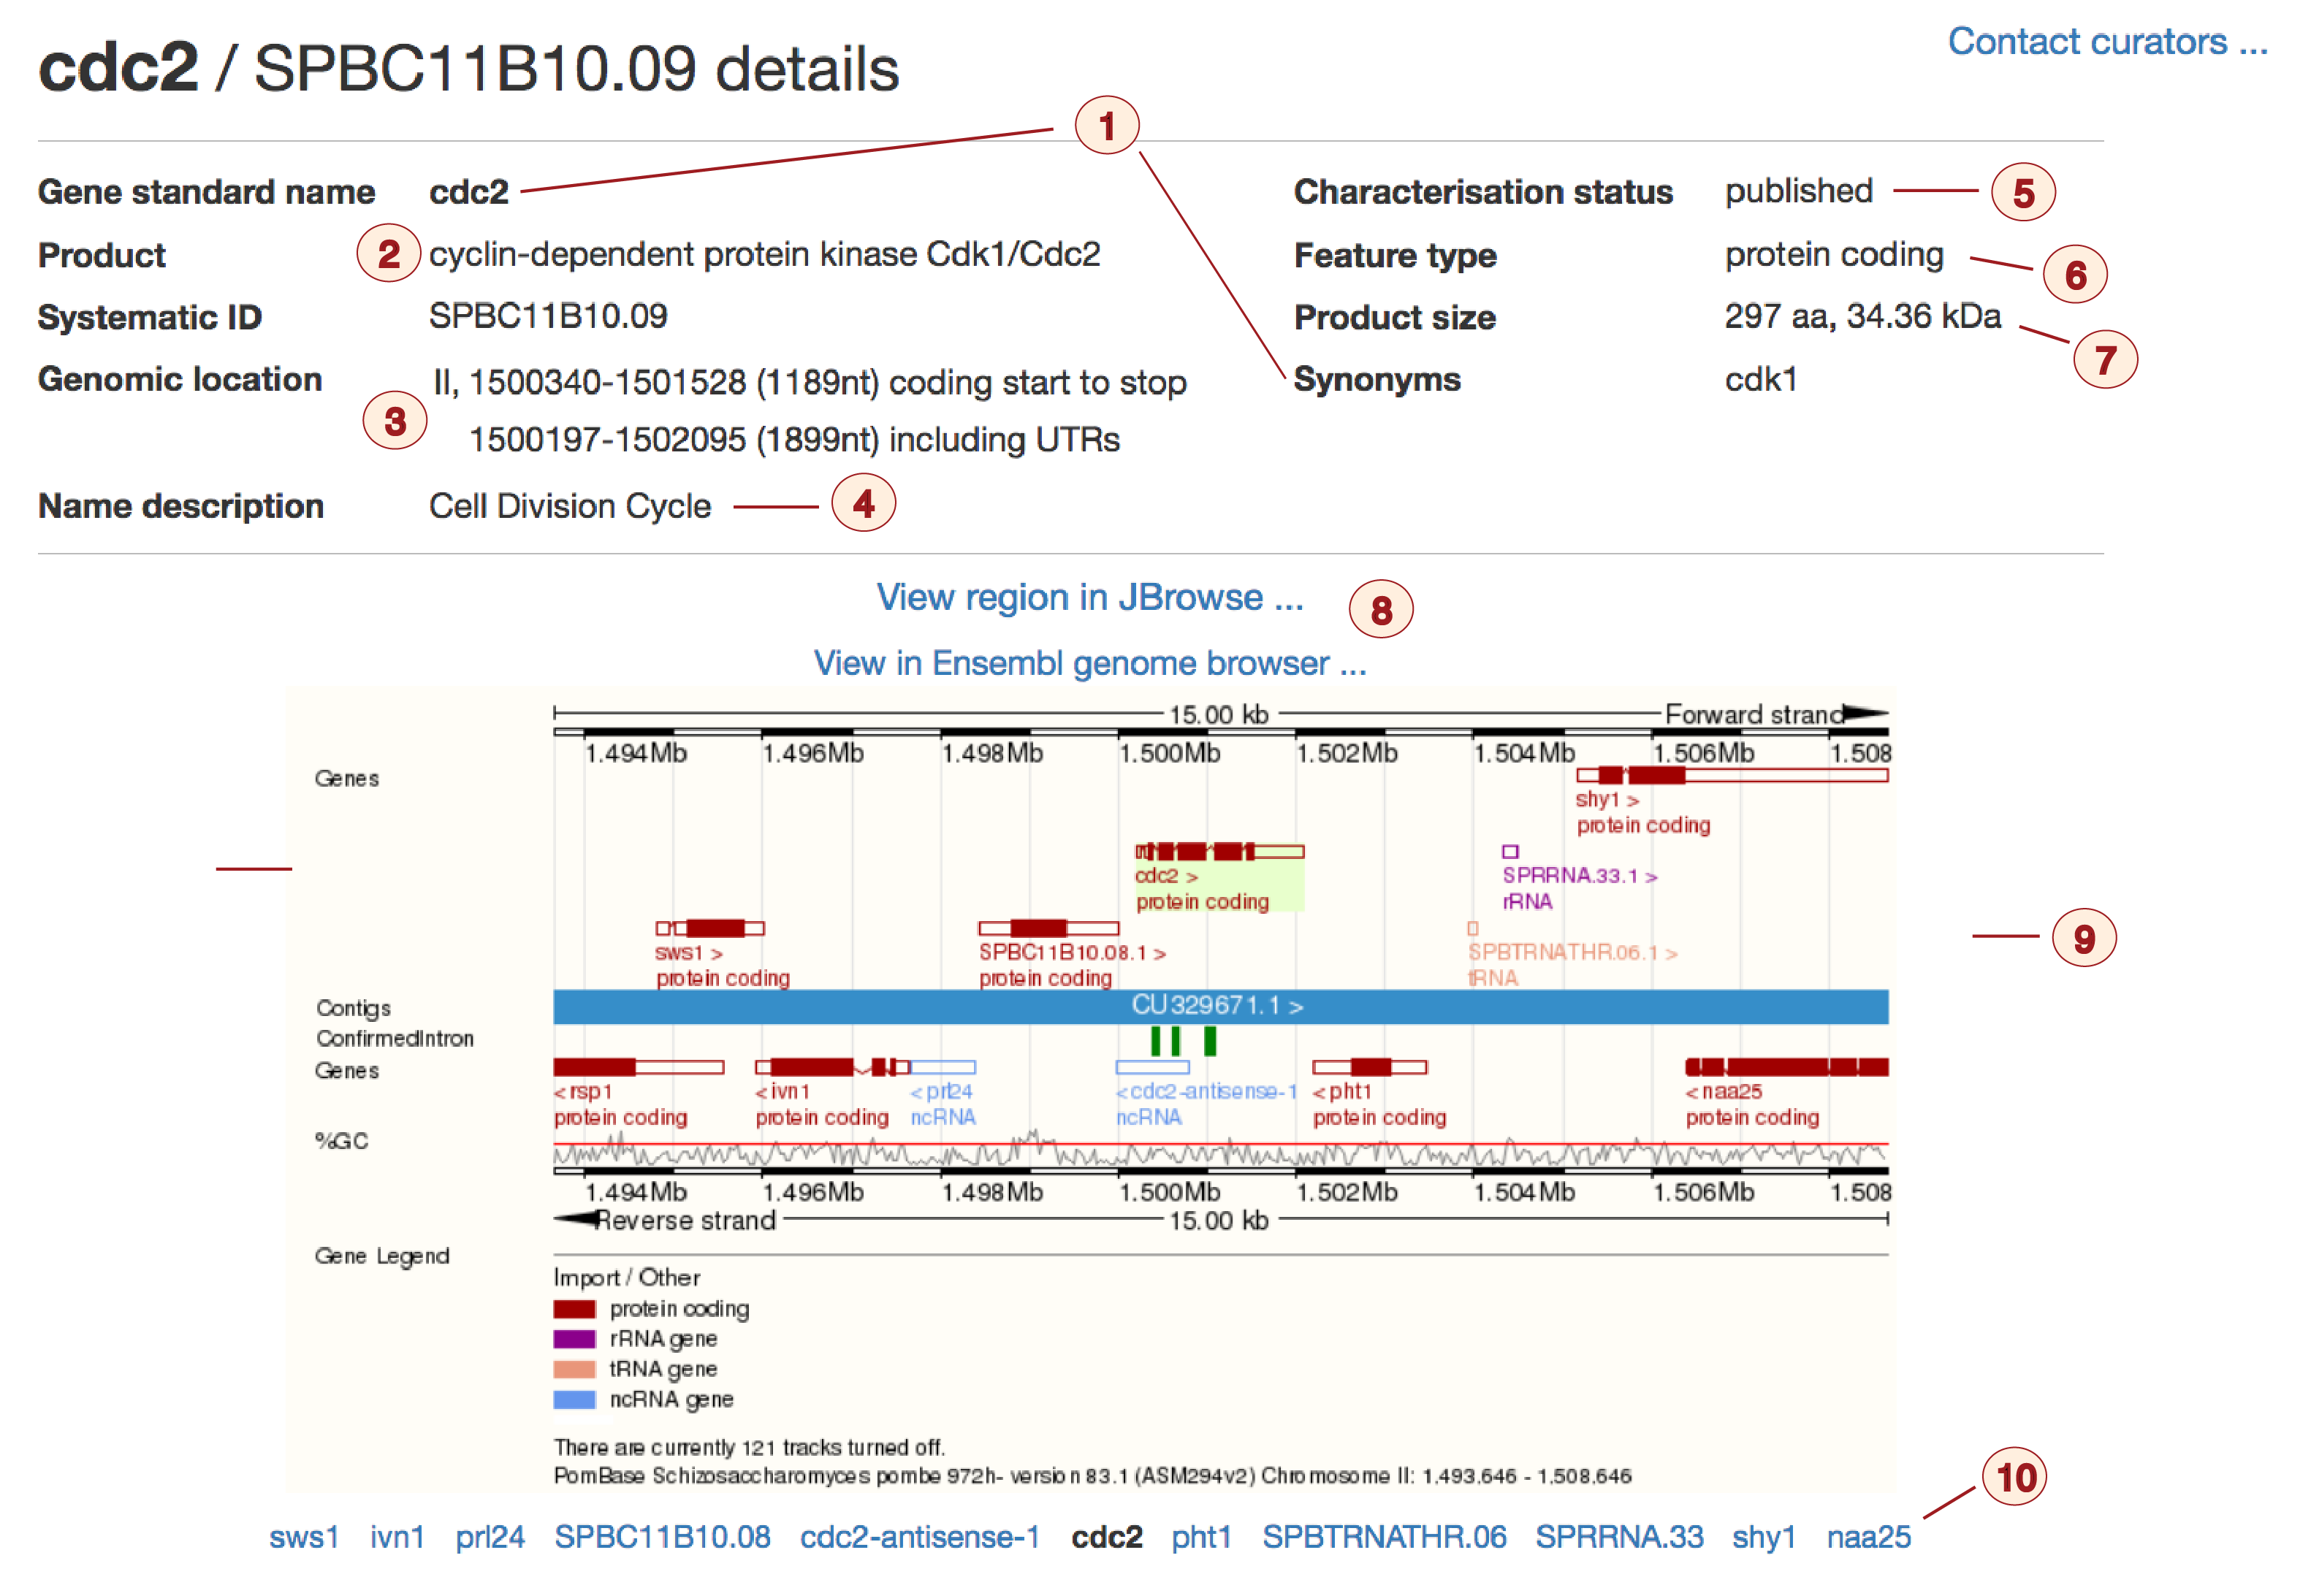 cdc2 / SPBC11B10.09 details
Contact curators ...
1
Gene standard name cdc2
Characterisation status published 5
Product 2 cyclin-dependent protein kinase Cdk1/Cdc2
Feature type protein coding 6
Systematic ID SPBC11B10.09
Product size 297 aa, 34.36 kDa 7
Genomic location II, 1500340-1501528 (1189nt) coding start to stop
Synonyms cdk1
3 1500197-1502095 (1899nt) including UTRs
Name description Cell Division Cycle 4
View region in JBrowse ... 8
View in Ensembl genome browser ...
15.00 kb Forward strand
1.494Mb 1.496Mb 1.498Mb 1.500Mb 1.502Mb 1.504Mb 1.506Mb 1.508
Genes
shy1 >
protein coding
cdc2 > SPRRNA.33.1 >
protein coding rRNA
9
sws1 > SPBC11B10.08.1 > SPBTRNATHR.06.1 >
protein coding protein coding tRNA
Contigs CU329671.1 >
ConfirmedIntron
Genes
< rsp1 < ivn1 < prl24 < cdc2-antisense-1 < pht1 < naa25
protein coding protein coding ncRNA ncRNA protein coding protein coding
%GC
1.494Mb 1.496Mb 1.498Mb 1.500Mb 1.502Mb 1.504Mb 1.506Mb 1.508
Reverse strand 15.00 kb
Gene Legend
Import / Other
protein coding
rRNA gene
tRNA gene
ncRNA gene
There are currently 121 tracks turned off.
PomBase Schizosaccharomyces pombe 972h- version 83.1 (ASM294v2) Chromosome II: 1,493,646 - 1,508,646
10
sws1 ivn1 prl24 SPBC11B10.08 cdc2-antisense-1 cdc2 pht1 SPBTRNATHR.06 SPRRNA.33 shy1 naa25